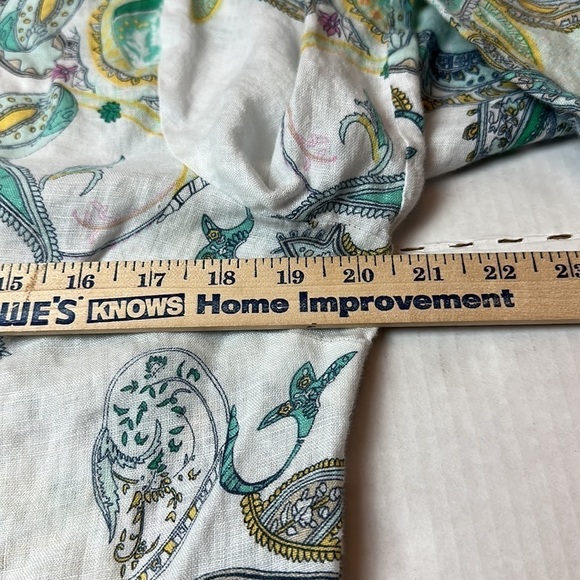 15 16 17 18 19 20 21 22 23
WE'S KNOWS Home Improvement